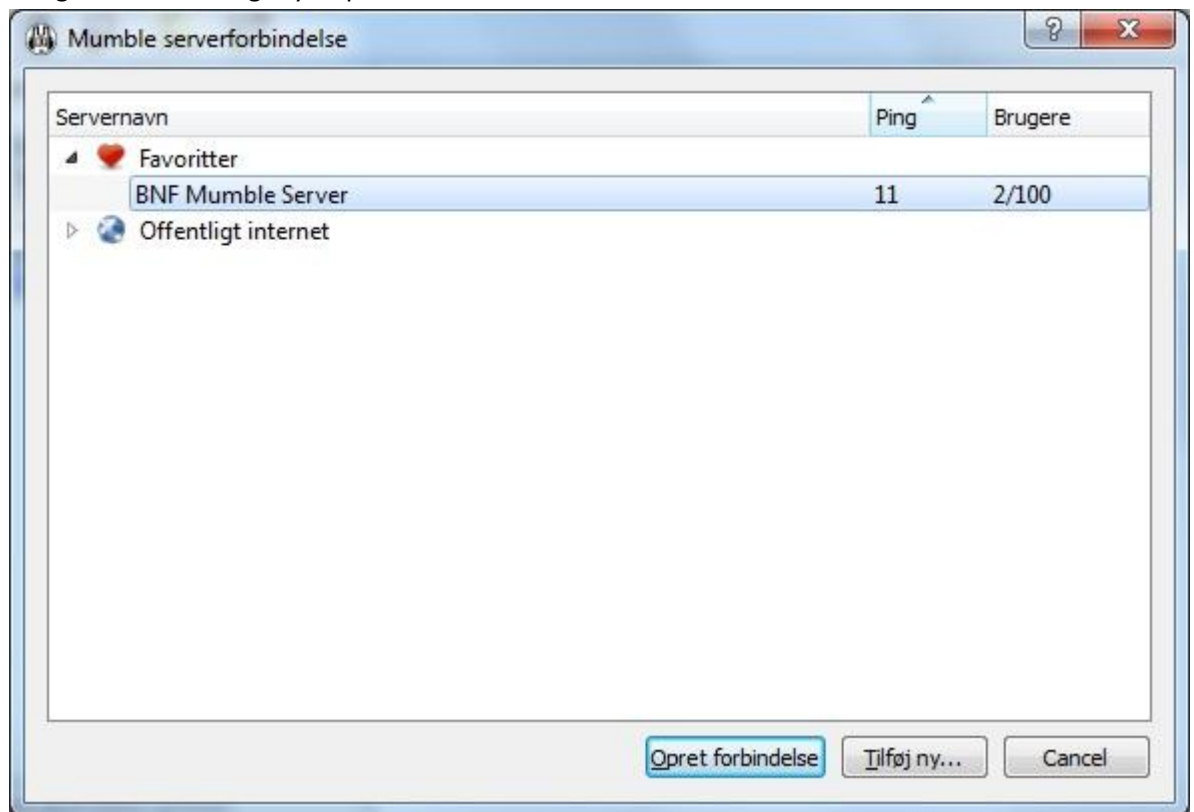 Mumble serverforbindelse
Servernavn Ping Brugere
Favoritter
BNF Mumble Server 11 2/100
Offentligt internet
Opret forbindelse Tilføj ny... Cancel